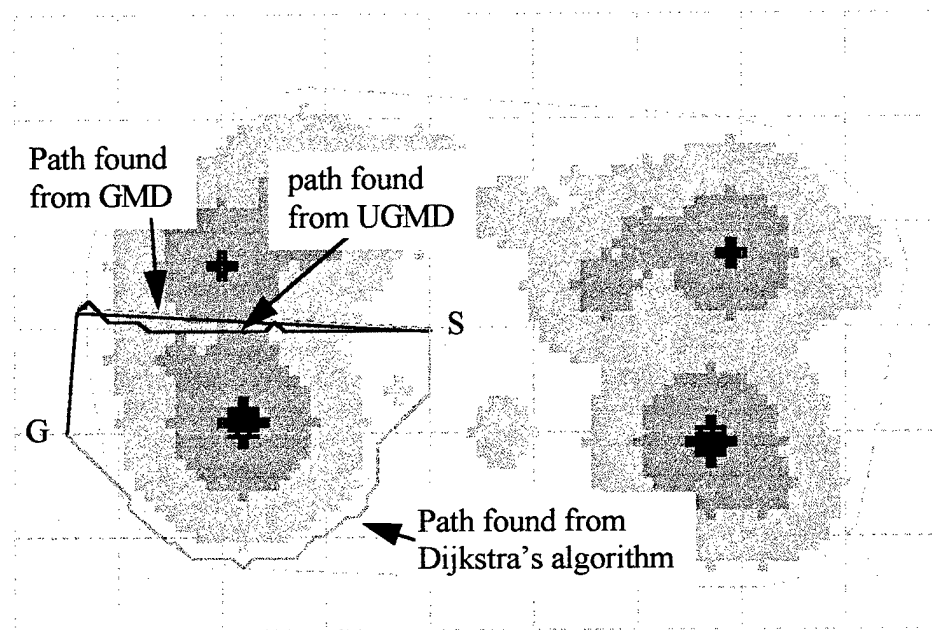 Path found
from GMD
path found
from UGMD
S
G
Path found from
Dijkstra's algorithm